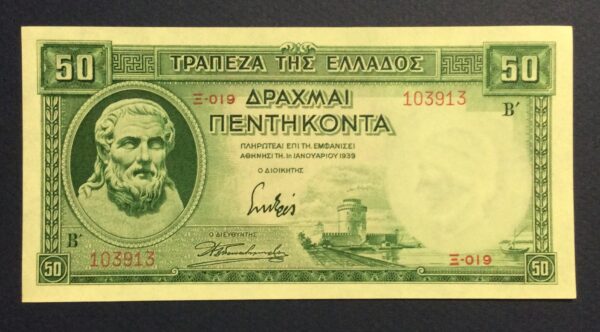 50 ΤΡΑΠΕΖΑ ΤΗΣ ΕΛΛΑΔΟΣ 50
Ξ-019 ΔΡΑΧΜΑΙ 103913
ΠΕΝΤΗΚΟΝΤΑ Β΄
ΠΛΗΡΩΤΕΑΙ ΕΠΙ ΤΗ. ΕΜΦΑΝΙΣΕΙ
ΑΘΗΝΗΣΙ ΤΗ. 1η ΙΑΝΟΥΑΡΙΟΥ 1939
Ο ΔΙΟΙΚΗΤΗΣ
Ο ΔΙΕΥΘΥΝΤΗΣ
Β΄
103913 Ξ-019
50 50